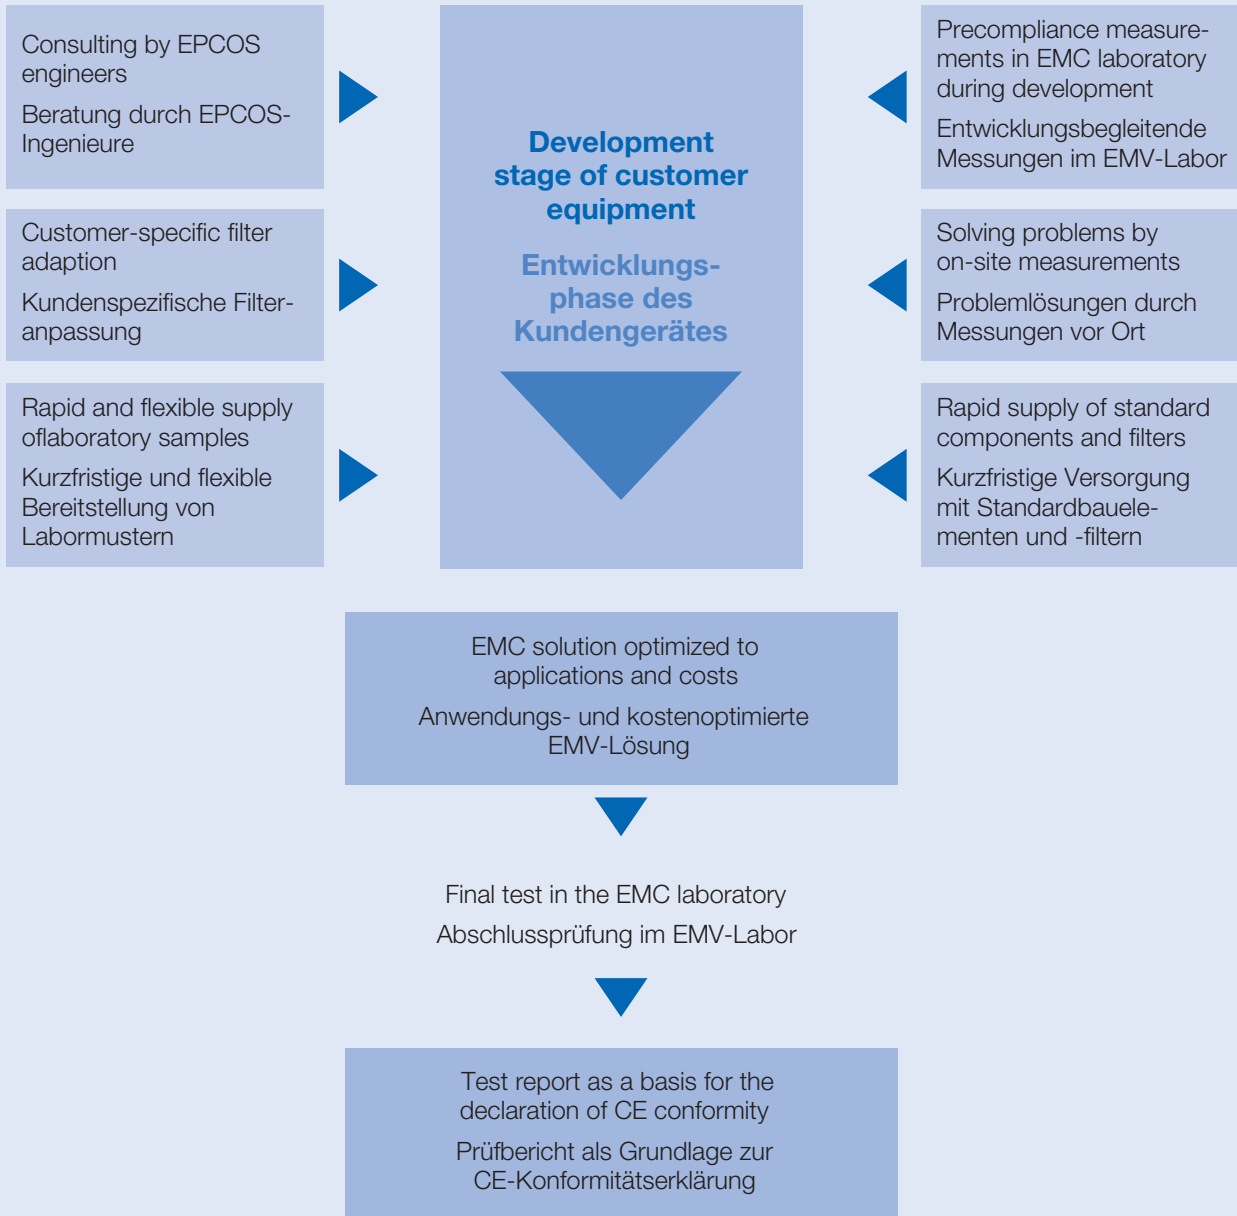 Consulting by EPCOS
engineers
Beratung durch EPCOS-
Ingenieure
Customer-specific filter
adaption
Kundenspezifische Filter-
anpassung
Rapid and flexible supply
oflaboratory samples
Kurzfristige und flexible
Bereitstellung von
Labormustern
Development
stage of customer
equipment
Entwicklungs-
phase des
Kundengerätes
Precompliance measure-
ments in EMC laboratory
during development
Entwicklungsbegleitende
Messungen im EMV-Labor
Solving problems by
on-site measurements
Problemlösungen durch
Messungen vor Ort
Rapid supply of standard
components and filters
Kurzfristige Versorgung
mit Standardbauele-
menten und -filtern
EMC solution optimized to
applications and costs
Anwendungs- und kostenoptimierte
EMV-Lösung
Final test in the EMC laboratory
Abschlussprüfung im EMV-Labor
Test report as a basis for the
declaration of CE conformity
Prüfbericht als Grundlage zur
CE-Konformitätserklärung